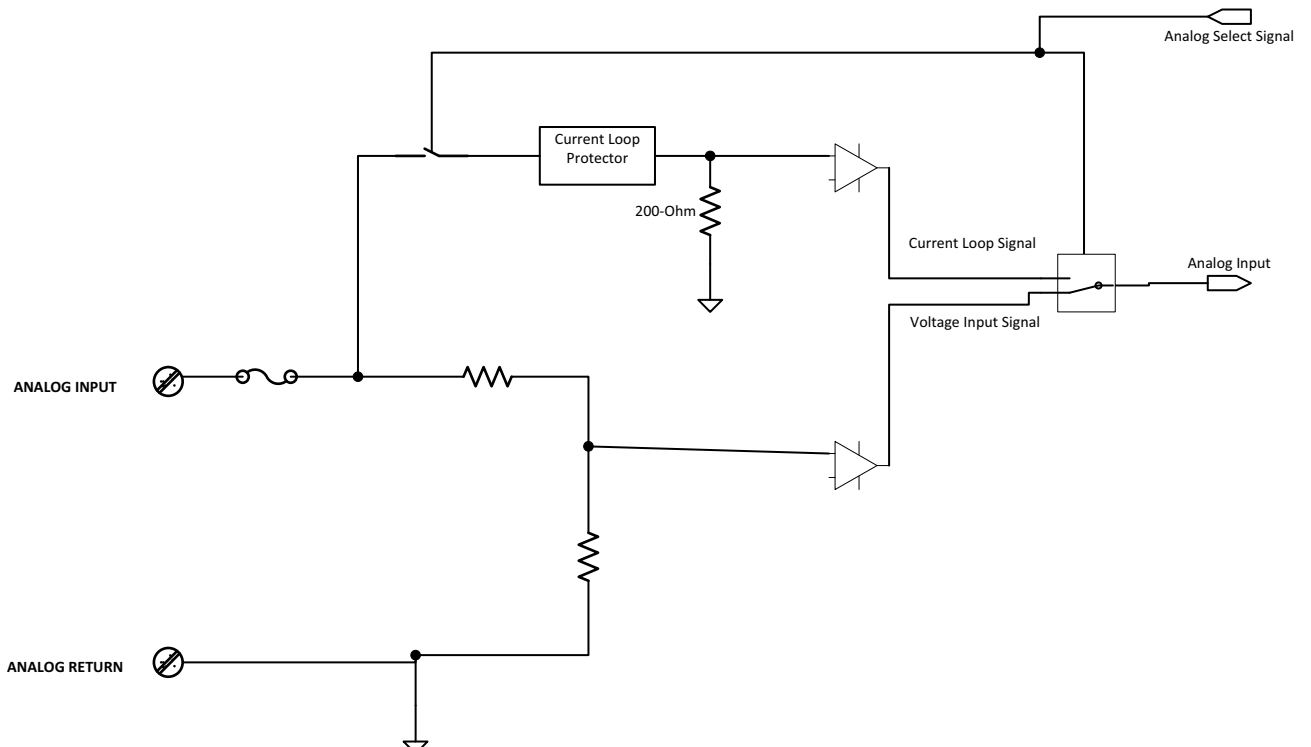 Analog Select Signal
Current Loop
Protector
200-Ohm
Current Loop Signal
Analog Input
Voltage Input Signal
ANALOG INPUT
ANALOG RETURN